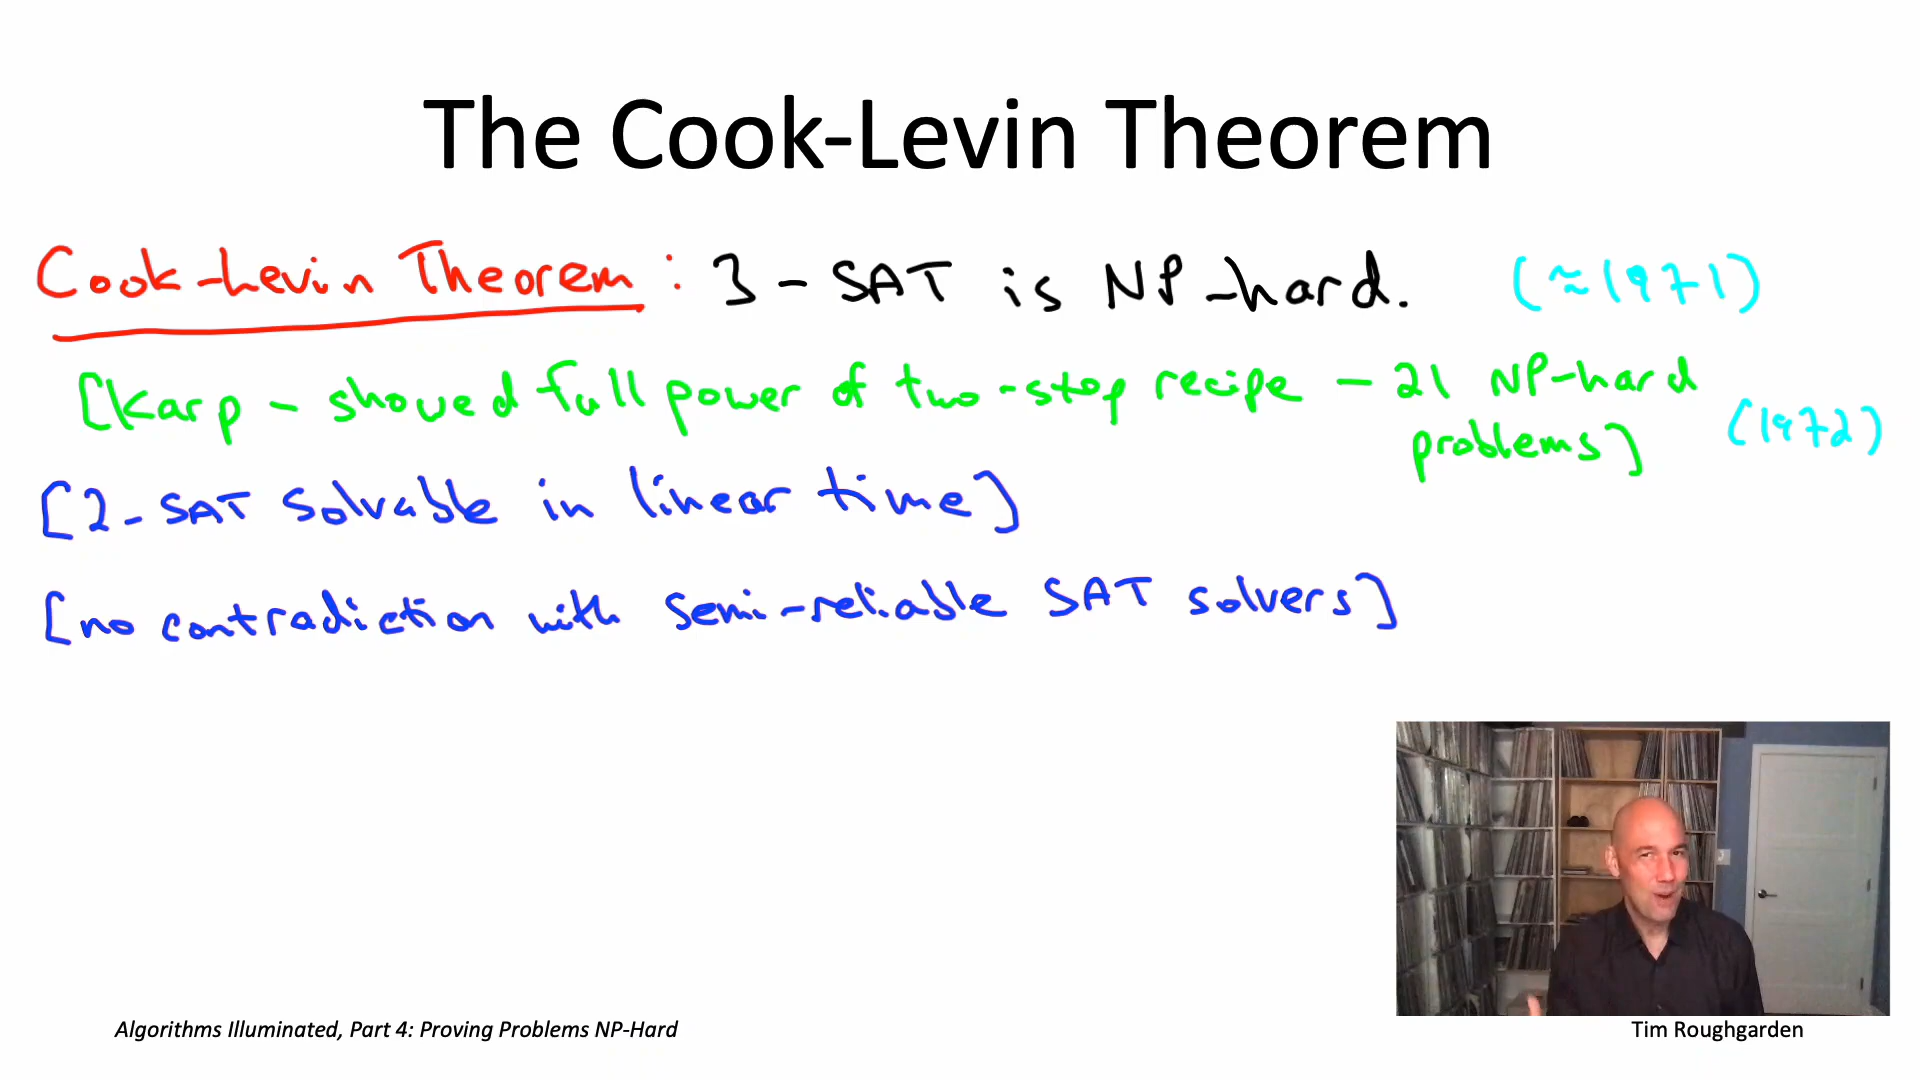 The Cook-Levin Theorem
Cook-Levin Theorem: 3-SAT is NP-hard. (≈1971)
[Karp - showed full power of two-step recipe - 21 NP-hard
problems] (1972)
[2-SAT solvable in linear time]
[no contradiction with semi-reliable SAT solvers]
Algorithms Illuminated, Part 4: Proving Problems NP-Hard
Tim Roughgarden